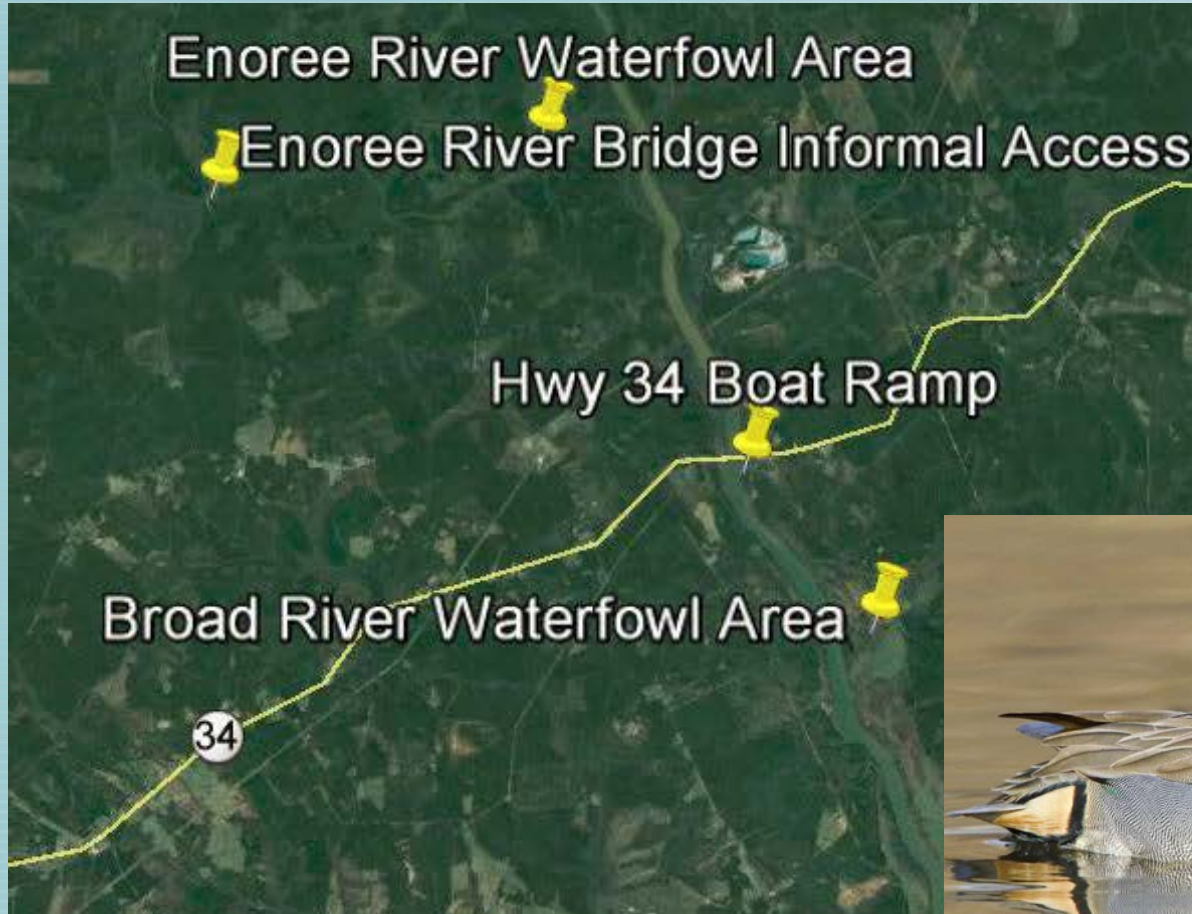 Enoree River Waterfowl Area
Enoree River Bridge Informal Access
Hwy 34 Boat Ramp
Broad River Waterfowl Area
34